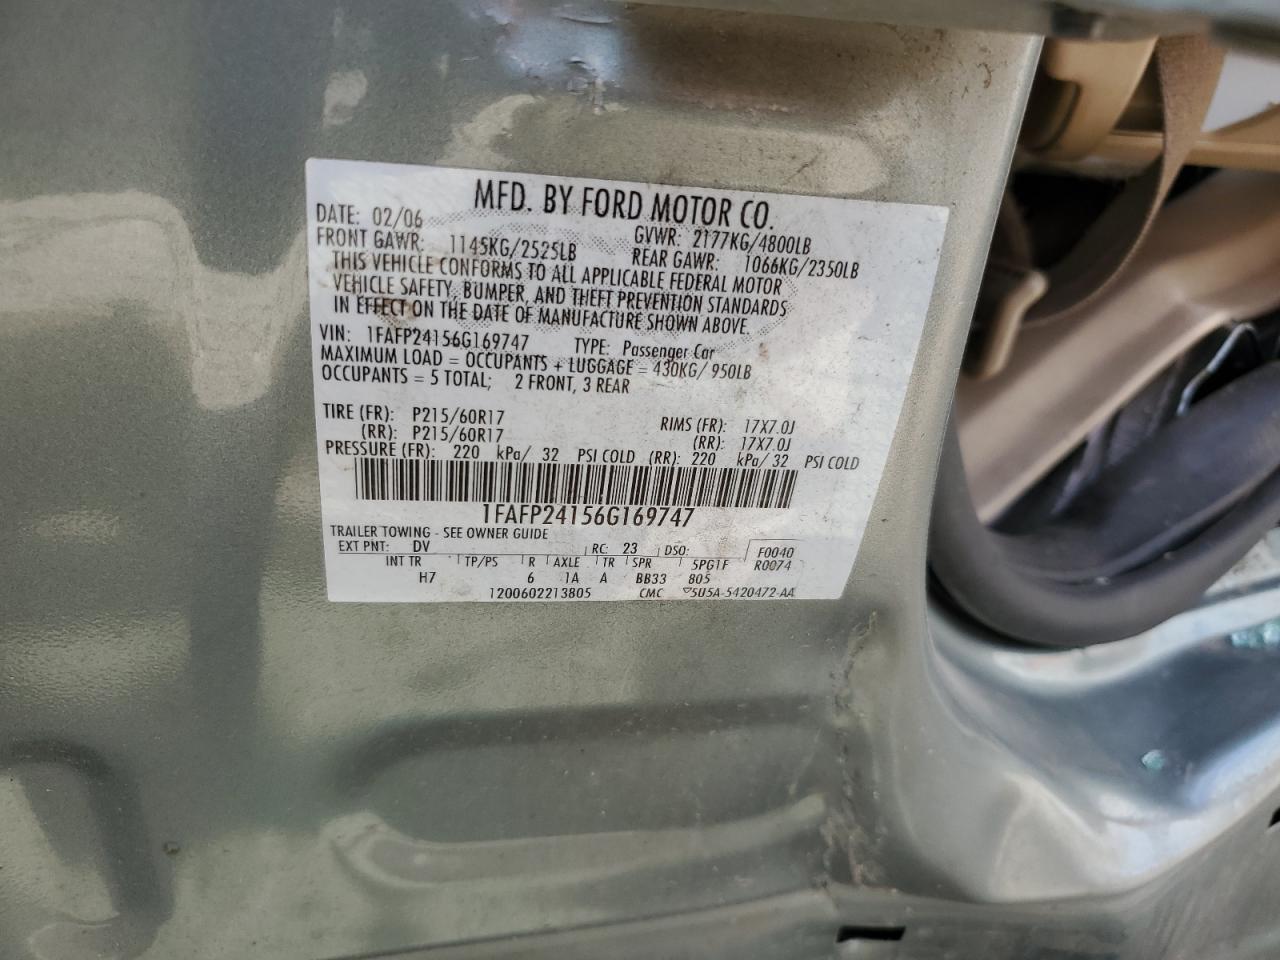 MFD. BY FORD MOTOR CO.
DATE: 02/06 GVWR: 2177KG/4800LB
FRONT GAWR: 1145KG/2525LB REAR GAWR: 1066KG/2350LB
THIS VEHICLE CONFORMS TO ALL APPLICABLE FEDERAL MOTOR
VEHICLE SAFETY, BUMPER, AND THEFT PREVENTION STANDARDS
IN EFFECT ON THE DATE OF MANUFACTURE SHOWN ABOVE.
VIN: 1FAFP24156G169747 TYPE: Passenger Car
MAXIMUM LOAD = OCCUPANTS + LUGGAGE = 430KG/ 950LB
OCCUPANTS = 5 TOTAL; 2 FRONT, 3 REAR
TIRE (FR): P215/60R17 RIMS (FR): 17X7.0J
(RR): P215/60R17 (RR): 17X7.0J
PRESSURE (FR): 220 kPa/ 32 PSI COLD (RR): 220 kPa/ 32 PSI COLD
1FAFP24156G169747
TRAILER TOWING - SEE OWNER GUIDE
EXT PNT: DV RC: 23 DSO: F0040
INT TR TP/PS R AXLE TR SPR 5PG1F R0074
H7 6 1A A BB33 805
1200602213805 CMC ▽5U5A-5420472-AA